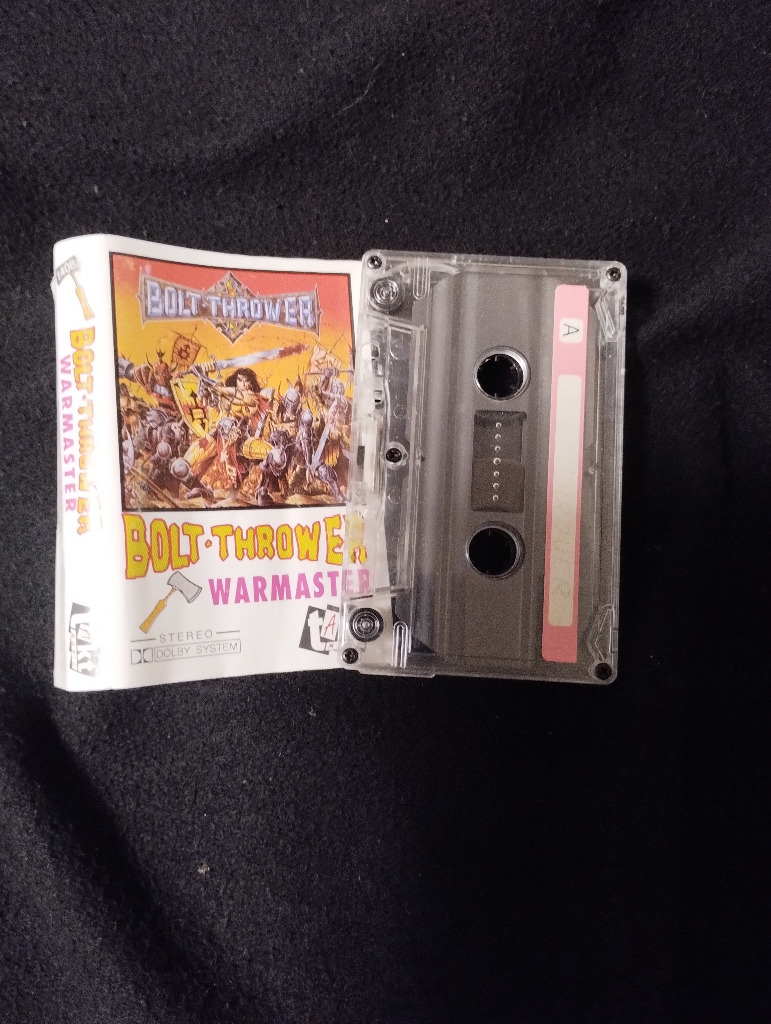 BOLT THROWER
BOLT·THROWER
WARMASTER
STEREO
DOLBY SYSTEM
BOLT·THROWER
WARMASTER
A